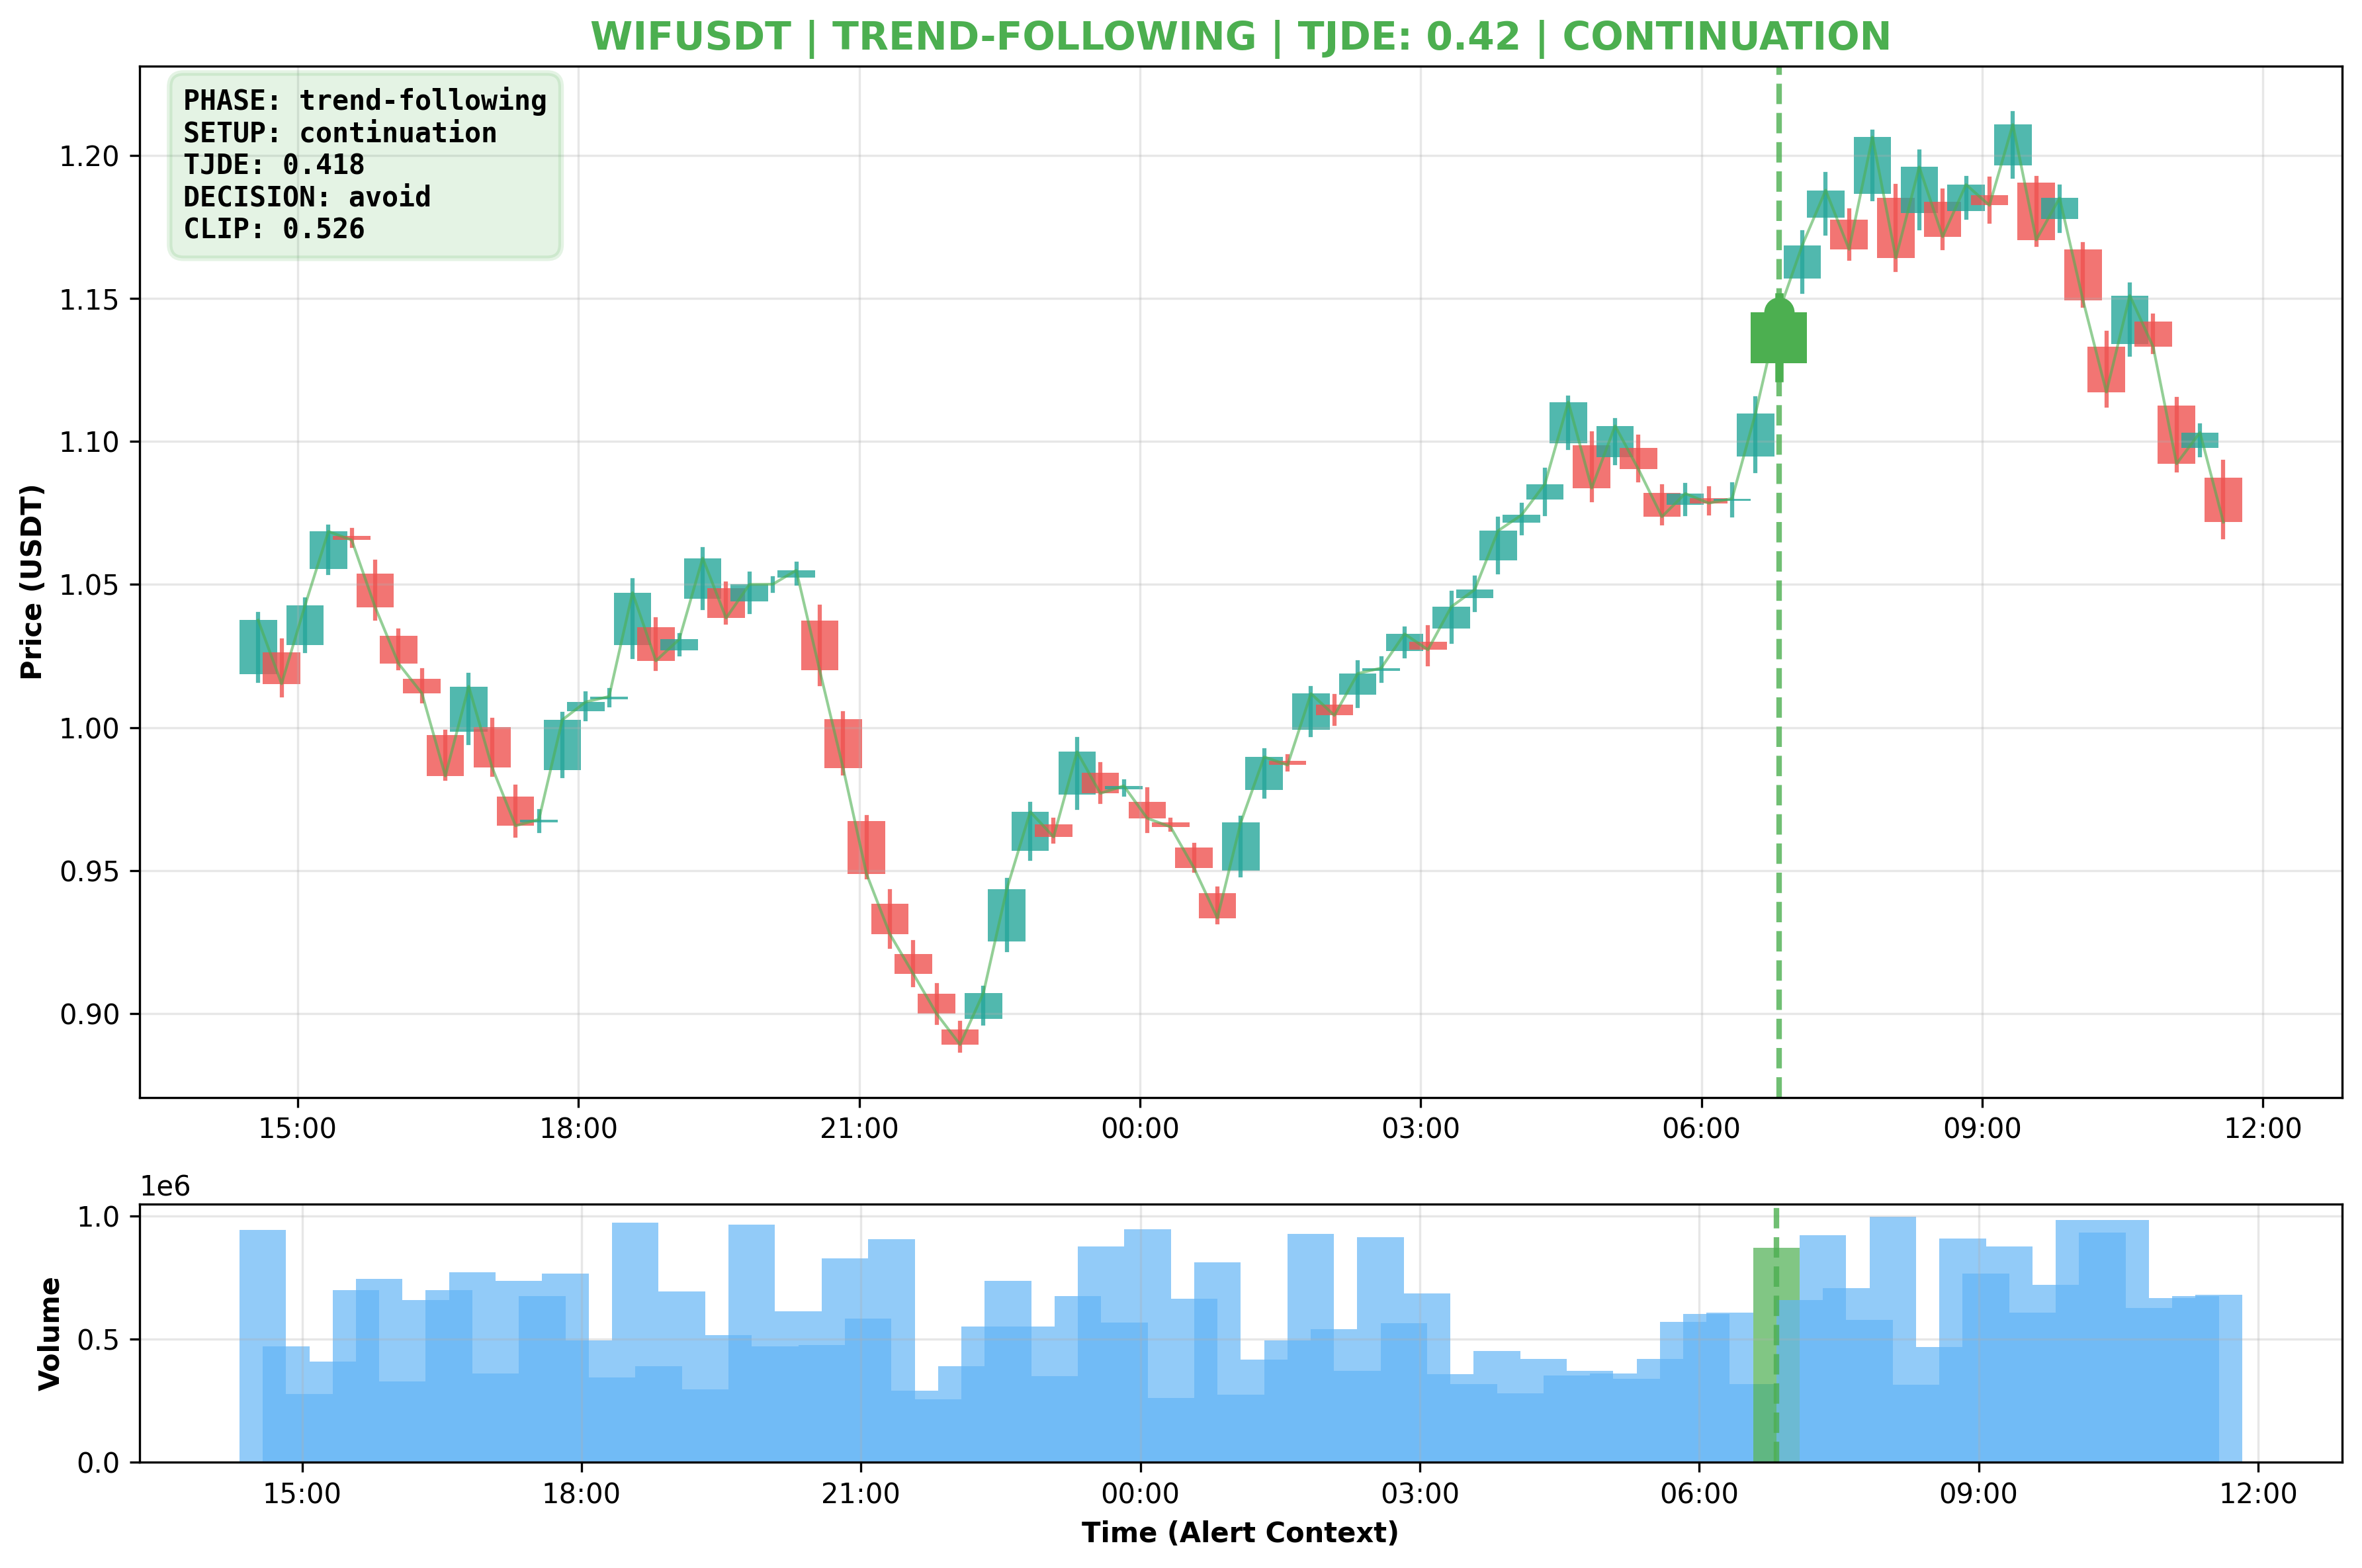 WIFUSDT | TREND-FOLLOWING | TJDE: 0.42 | CONTINUATION
PHASE: trend-following
SETUP: continuation
TJDE: 0.418
DECISION: avoid
CLIP: 0.526
Price (USDT)
1.20
1.15
1.10
1.05
1.00
0.95
0.90
15:00 18:00 21:00 00:00 03:00 06:00 09:00 12:00
1e6
Volume
1.0
0.5
0.0
15:00 18:00 21:00 00:00 03:00 06:00 09:00 12:00
Time (Alert Context)